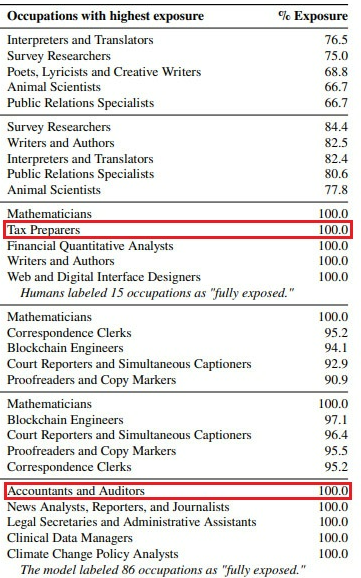 Occupations with highest exposure % Exposure
Interpreters and Translators 76.5
Survey Researchers 75.0
Poets, Lyricists and Creative Writers 68.8
Animal Scientists 66.7
Public Relations Specialists 66.7
Survey Researchers 84.4
Writers and Authors 82.5
Interpreters and Translators 82.4
Public Relations Specialists 80.6
Animal Scientists 77.8
Mathematicians 100.0
Tax Preparers 100.0
Financial Quantitative Analysts 100.0
Writers and Authors 100.0
Web and Digital Interface Designers 100.0
Humans labeled 15 occupations as "fully exposed."
Mathematicians 100.0
Correspondence Clerks 95.2
Blockchain Engineers 94.1
Court Reporters and Simultaneous Captioners 92.9
Proofreaders and Copy Markers 90.9
Mathematicians 100.0
Blockchain Engineers 97.1
Court Reporters and Simultaneous Captioners 96.4
Proofreaders and Copy Markers 95.5
Correspondence Clerks 95.2
Accountants and Auditors 100.0
News Analysts, Reporters, and Journalists 100.0
Legal Secretaries and Administrative Assistants 100.0
Clinical Data Managers 100.0
Climate Change Policy Analysts 100.0
The model labeled 86 occupations as "fully exposed."